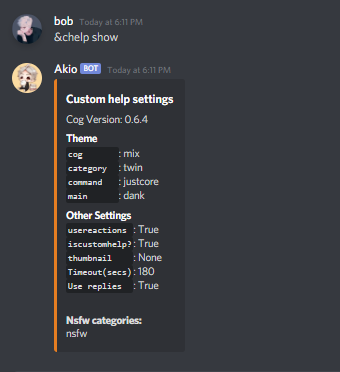 bob Today at 6:11 PM
&chelp show
Akio BOT Today at 6:11 PM
Custom help settings
Cog Version: 0.6.4
Theme
cog : mix
category : twin
command : justcore
main : dank
Other Settings
usereactions : True
iscustomhelp? : True
thumbnail : None
Timeout(secs) : 180
Use replies : True
Nsfw categories:
nsfw